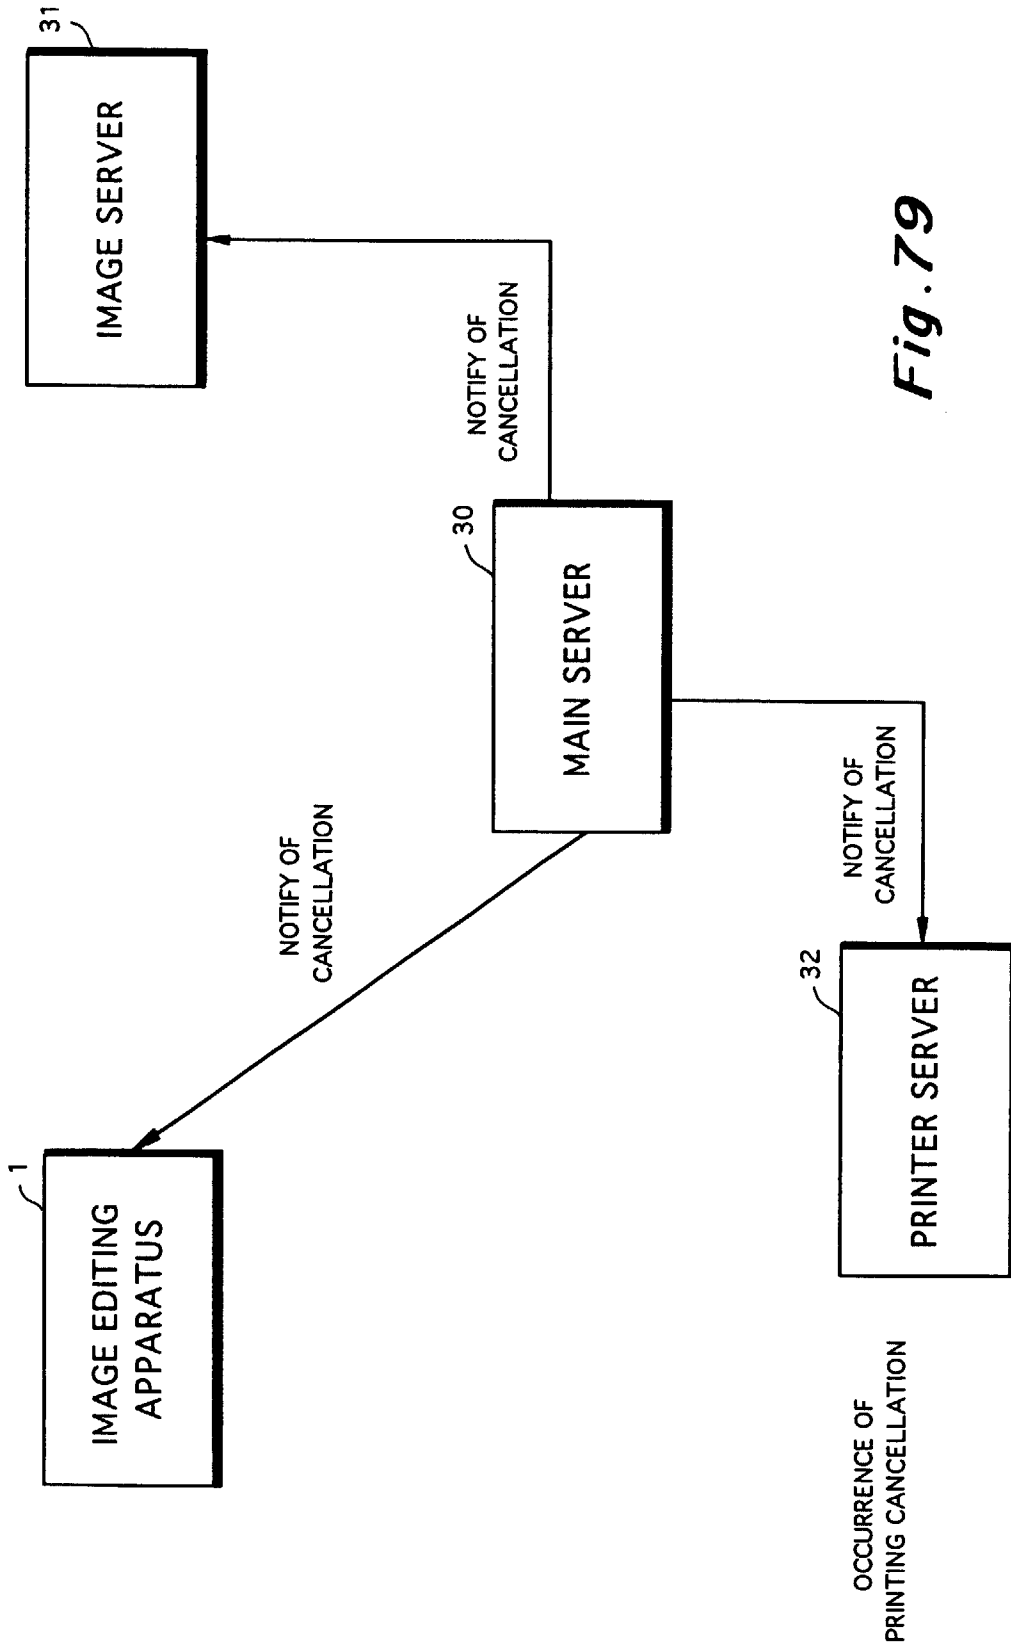 1
IMAGE EDITING
APPARATUS
NOTIFY OF
CANCELLATION
30
MAIN SERVER
NOTIFY OF
CANCELLATION
31
IMAGE SERVER
OCCURRENCE OF
PRINTING CANCELLATION
32
PRINTER SERVER
NOTIFY OF
CANCELLATION
Fig.79